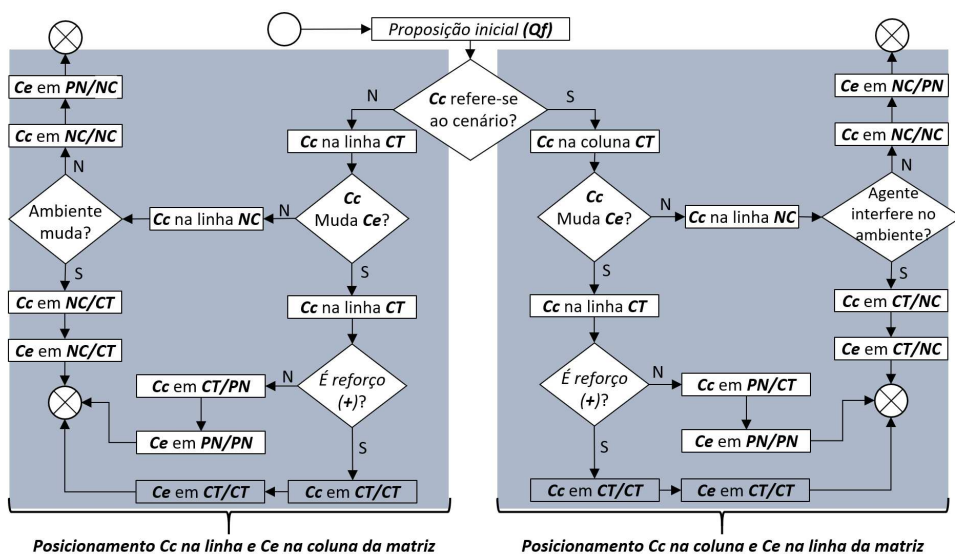 Proposição inicial (Qf)
Cc refere-se
ao cenário?
N
S
Ce em PN/NC
Cc em NC/NC
N
Ambiente
muda?
S
Cc em NC/CT
Ce em NC/CT
Cc na linha CT
Cc
Muda Ce?
N
Cc na linha NC
S
Cc na linha CT
É reforço
(+)?
N
Cc em CT/PN
Ce em PN/PN
S
Cc em CT/CT
Ce em CT/CT
Posicionamento Cc na linha e Ce na coluna da matriz
Cc na coluna CT
Cc
Muda Ce?
N
Cc na linha NC
S
Cc na linha CT
É reforço
(+)?
N
Cc em PN/CT
Ce em PN/PN
S
Cc em CT/CT
Ce em CT/CT
Ce em NC/PN
Cc em NC/NC
N
Agente
interfere no
ambiente?
S
Cc em CT/NC
Ce em CT/NC
Posicionamento Cc na coluna e Ce na linha da matriz